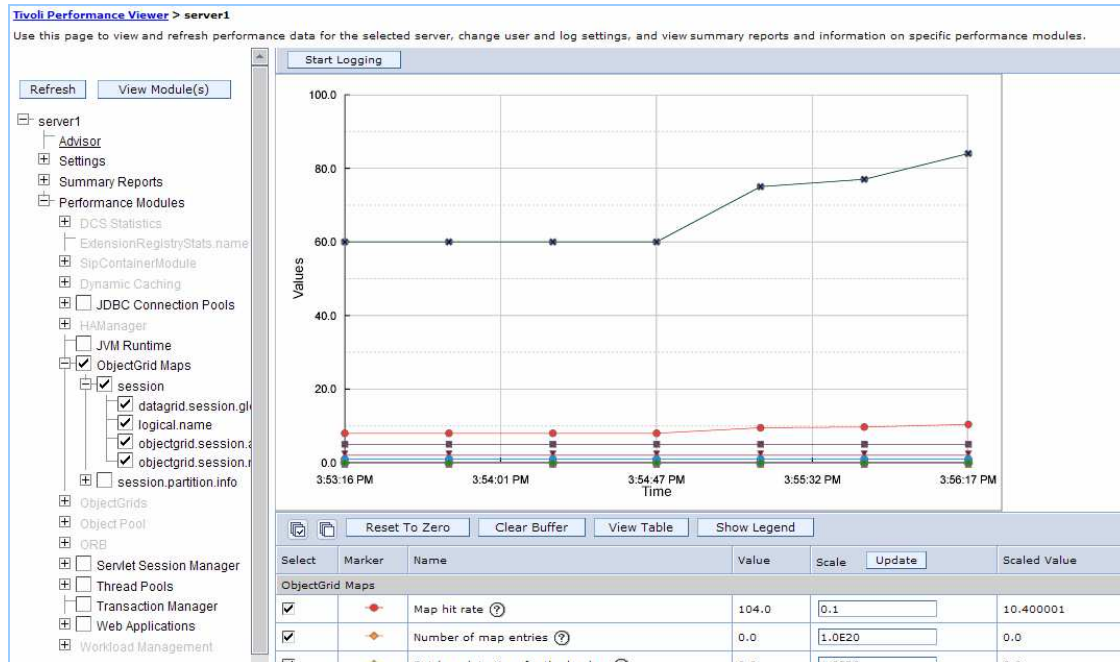 Tivoli Performance Viewer > server1
Use this page to view and refresh performance data for the selected server, change user and log settings, and view summary reports and information on specific performance modules.
Refresh
View Module(s)
server1
Advisor
Settings
Summary Reports
Performance Modules
DCS Statistics
ExtensionRegistryStats.name
SipContainerModule
Dynamic Caching
JDBC Connection Pools
HAManager
JVM Runtime
ObjectGrid Maps
session
datagrid.session.gl
logical.name
objectgrid.session.a
objectgrid.session.
session.partition.info
ObjectGrids
Object Pool
ORB
Servlet Session Manager
Thread Pools
Transaction Manager
Web Applications
Workload Management
Start Logging
100.0
80.0
60.0
40.0
20.0
0.0
Values
3:53:16 PM
3:54:01 PM
3:54:47 PM
3:55:32 PM
3:56:17 PM
Time
Reset To Zero
Clear Buffer
View Table
Show Legend
Select Marker Name Value Scale Update Scaled Value
ObjectGrid Maps
Map hit rate ? 104.0 0.1 10.400001
Number of map entries ? 0.0 1.0E20 0.0